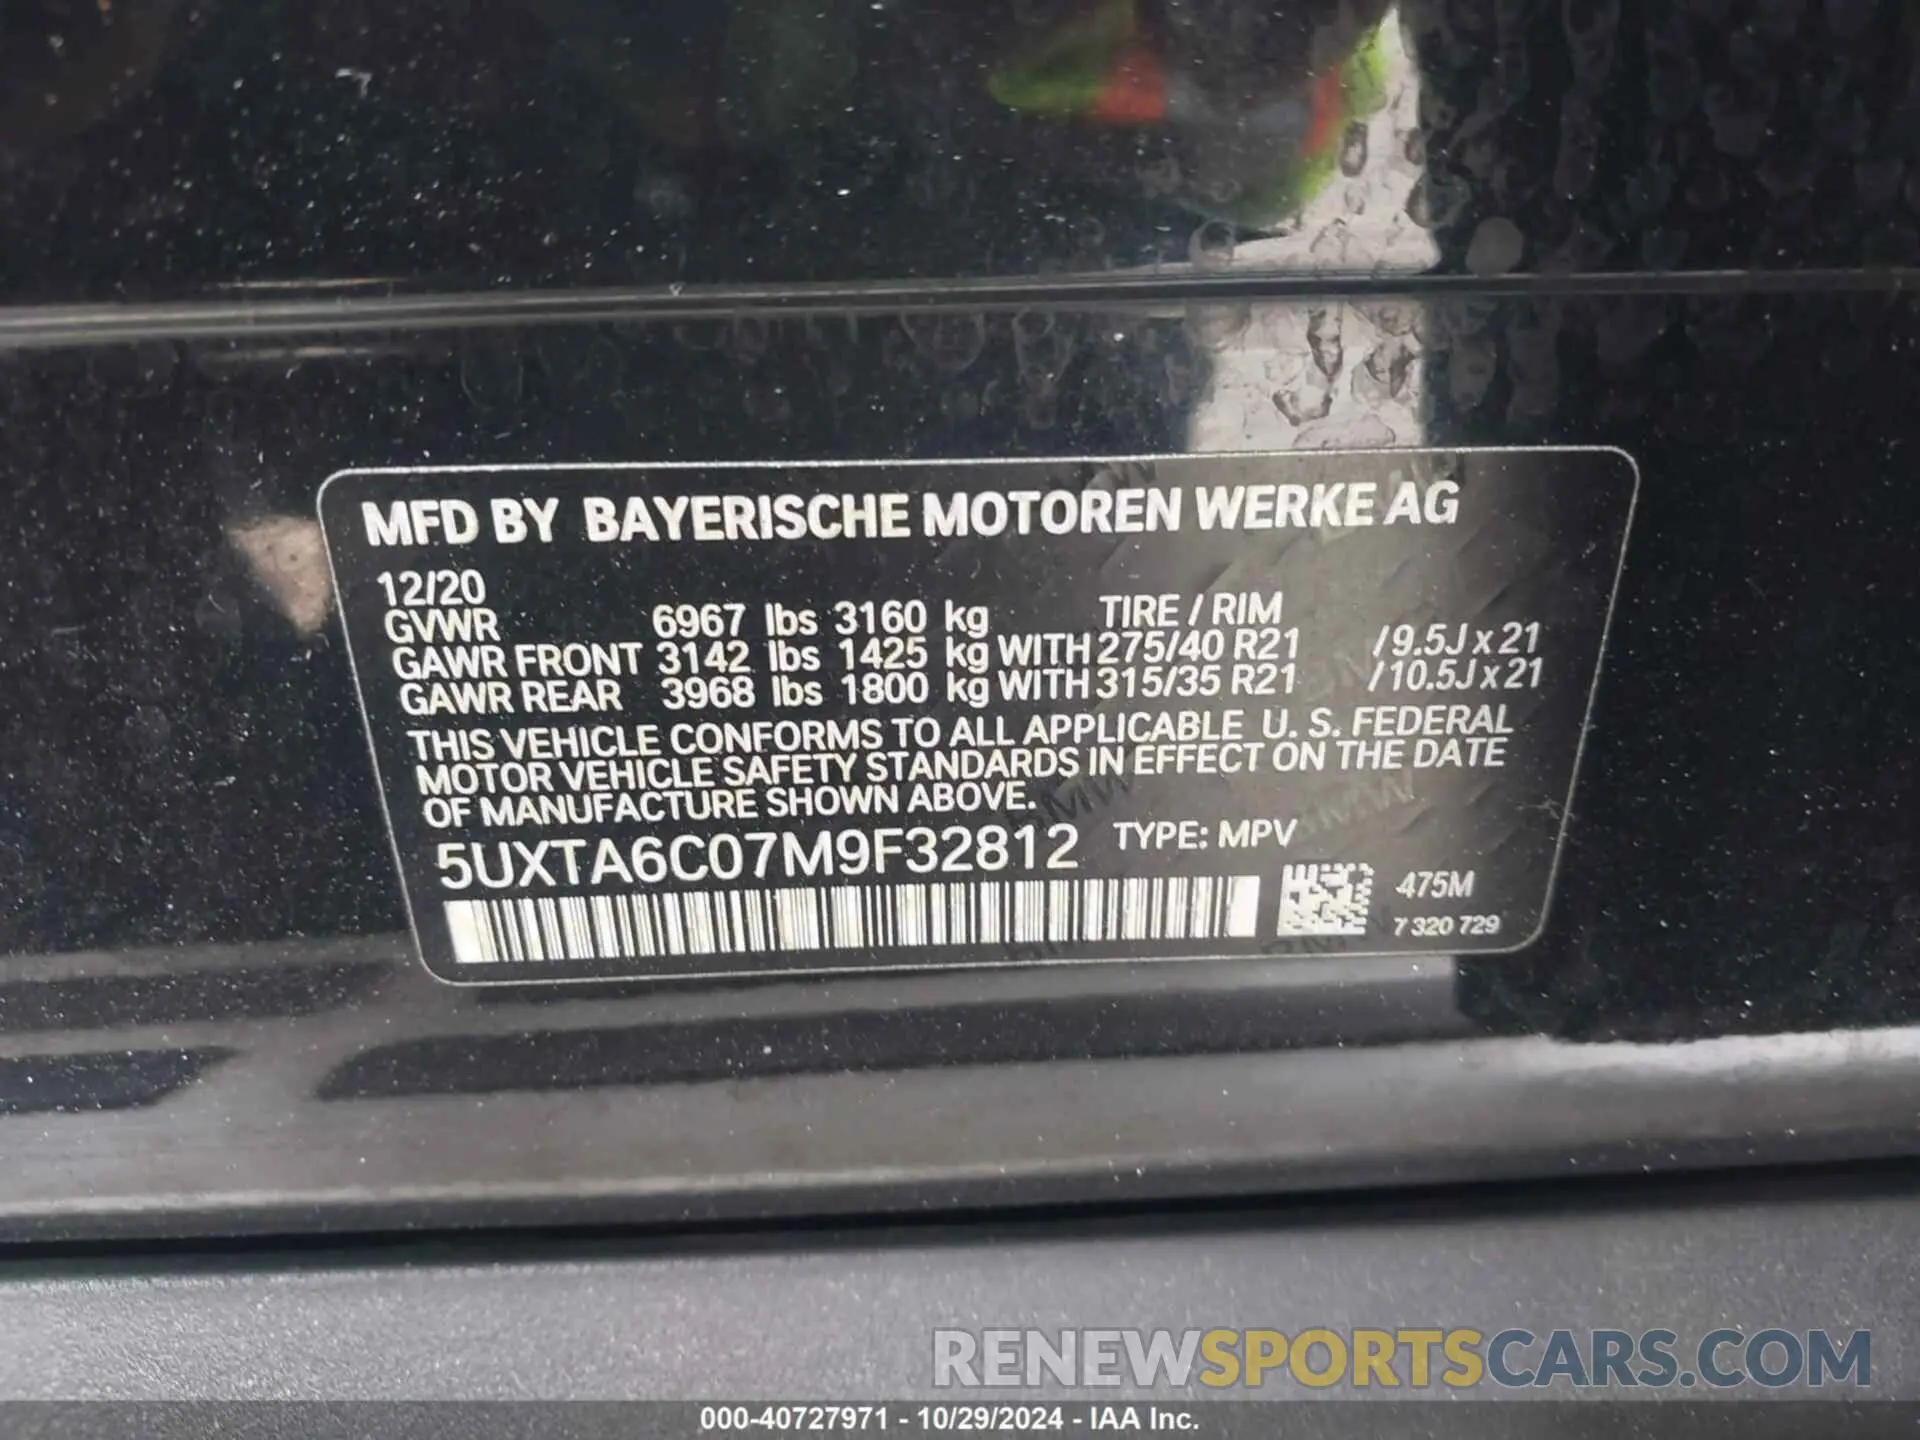 MFD BY BAYERISCHE MOTOREN WERKE AG
12/20
GVWR 6967 lbs 3160 kg TIRE / RIM
GAWR FRONT 3142 lbs 1425 kg WITH 275/40 R21 /9.5J x 21
GAWR REAR 3968 lbs 1800 kg WITH 315/35 R21 /10.5J x 21
THIS VEHICLE CONFORMS TO ALL APPLICABLE U. S. FEDERAL
MOTOR VEHICLE SAFETY STANDARDS IN EFFECT ON THE DATE
OF MANUFACTURE SHOWN ABOVE.
5UXTA6C07M9F32812 TYPE: MPV
475M
7 320 729
RENEWSPORTSCARS.COM
000-40727971 - 10/29/2024 - IAA Inc.